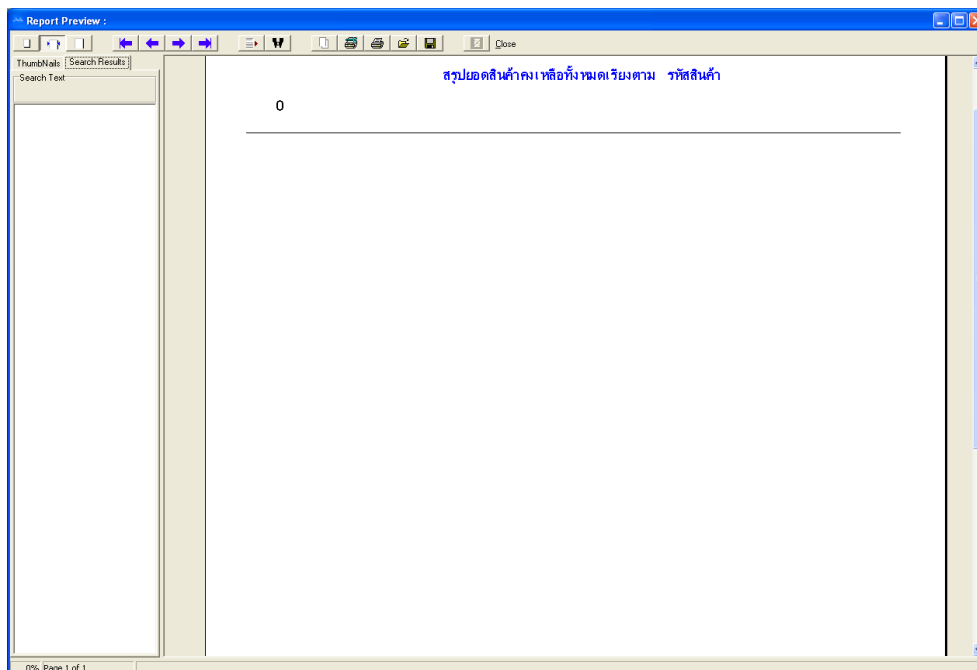 Report Preview :
Close
ThumbNails Search Results
Search Text
สรุปยอดสินค้าคงเหลือทั้งหมดเรียงตาม รหัสสินค้า
0
0% Page 1 of 1